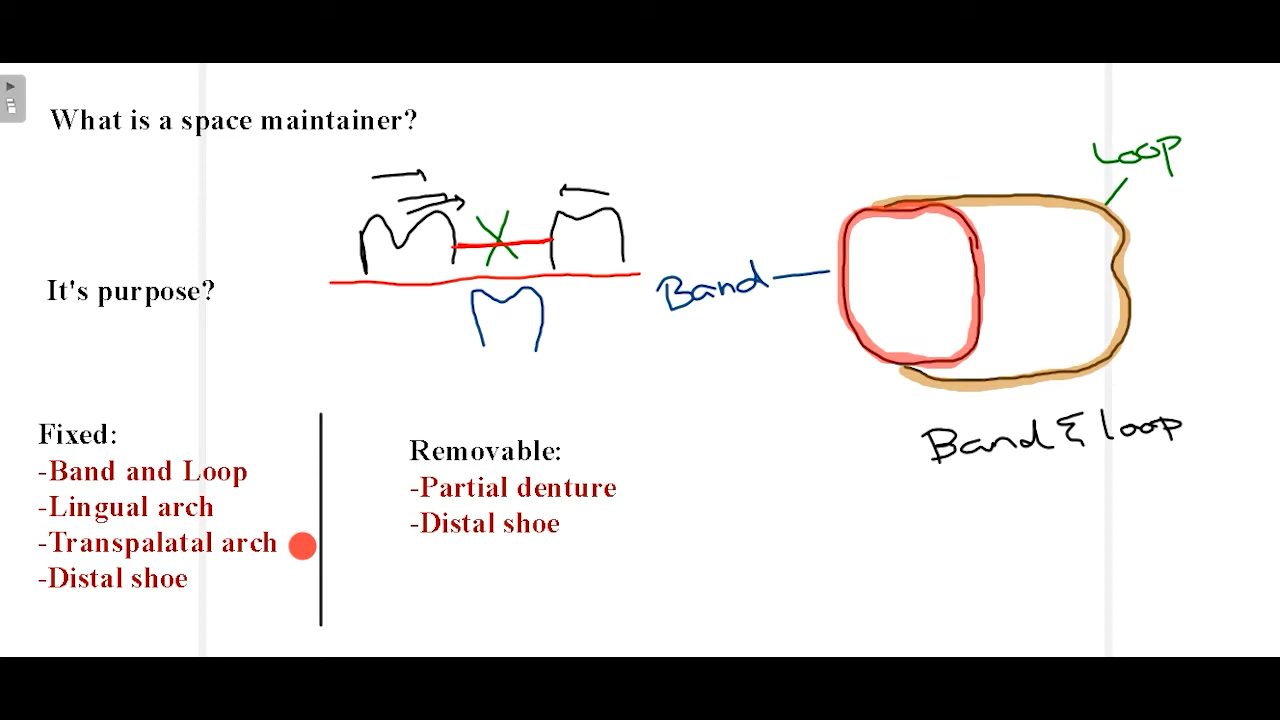 What is a space maintainer?
Loop
Band
It's purpose?
Band & loop
Fixed:
-Band and Loop
-Lingual arch
-Transpalatal arch
-Distal shoe
Removable:
-Partial denture
-Distal shoe